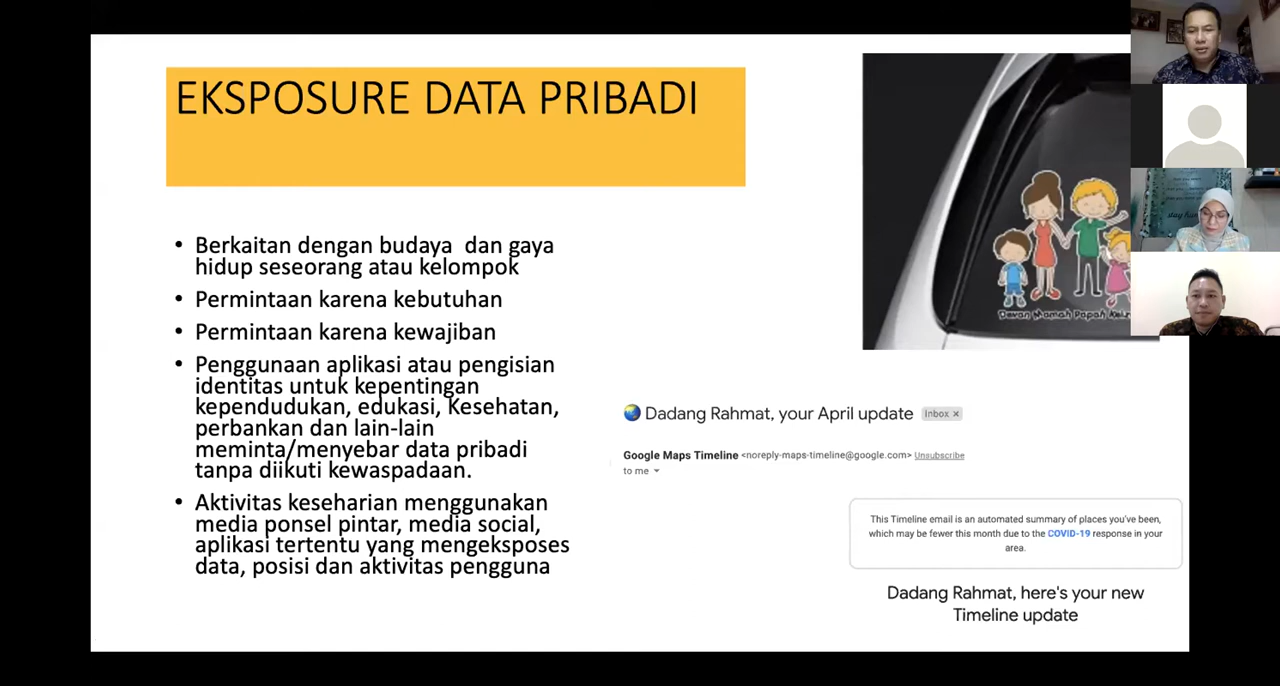 EKSPOSURE DATA PRIBADI
• Berkaitan dengan budaya dan gaya
hidup seseorang atau kelompok
• Permintaan karena kebutuhan
• Permintaan karena kewajiban
• Penggunaan aplikasi atau pengisian
identitas untuk kepentingan
kependudukan, edukasi, Kesehatan,
perbankan dan lain-lain
meminta/menyebar data pribadi
tanpa diikuti kewaspadaan.
• Aktivitas keseharian menggunakan
media ponsel pintar, media social,
aplikasi tertentu yang mengeksposes
data, posisi dan aktivitas pengguna
Devan Mamah Papah
Dadang Rahmat, your April update Inbox x
Google Maps Timeline <noreply-maps-timeline@google.com> Unsubscribe
to me
This Timeline email is an automated summary of places you've been,
which may be fewer this month due to the COVID-19 response in your
area.
Dadang Rahmat, here's your new
Timeline update